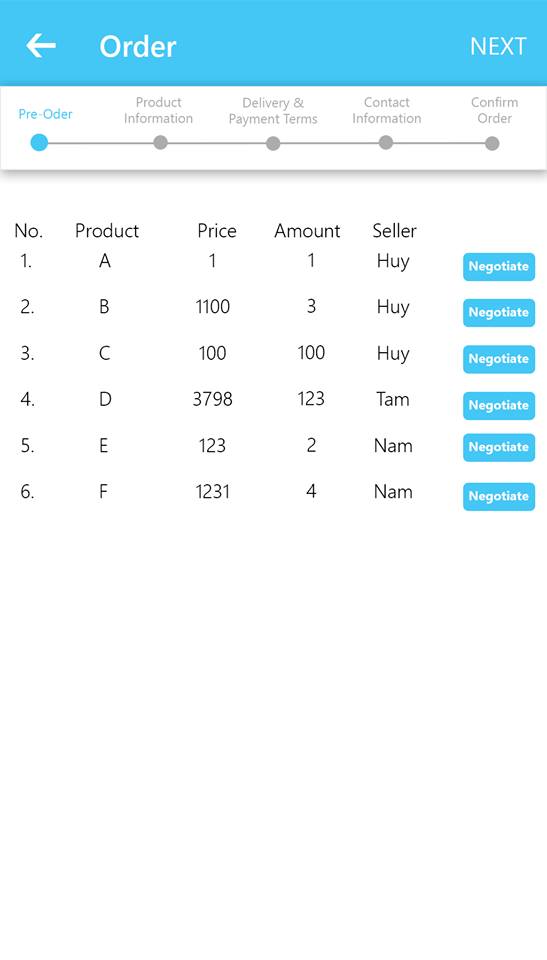 Order NEXT
Pre-Oder
Product
Information
Delivery &
Payment Terms
Contact
Information
Confirm
Order
No. Product Price Amount Seller
1. A 1 1 Huy Negotiate
2. B 1100 3 Huy Negotiate
3. C 100 100 Huy Negotiate
4. D 3798 123 Tam Negotiate
5. E 123 2 Nam Negotiate
6. F 1231 4 Nam Negotiate